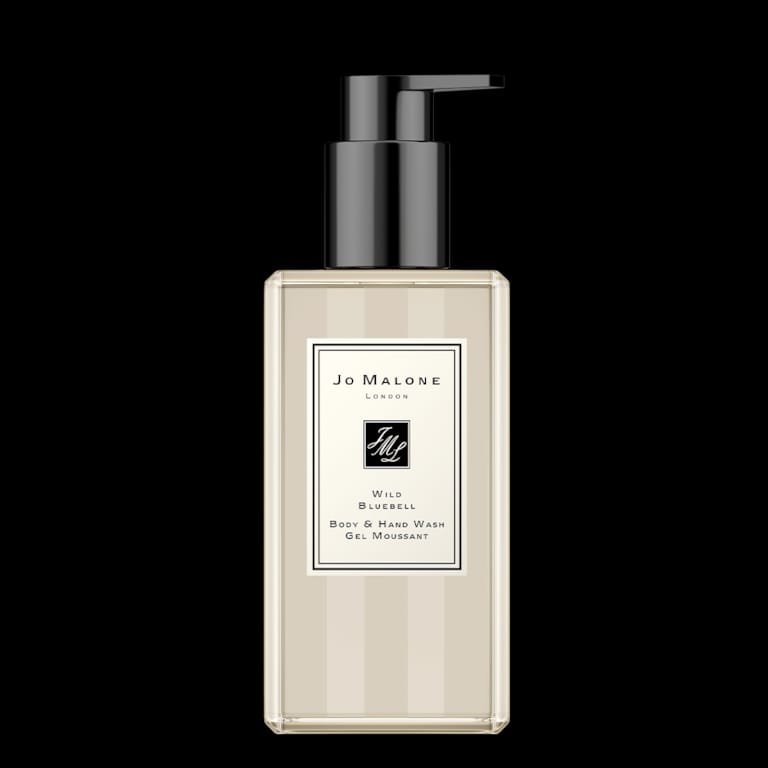 Jo Malone
London
JML
Wild
Bluebell
Body & Hand Wash
Gel Moussant